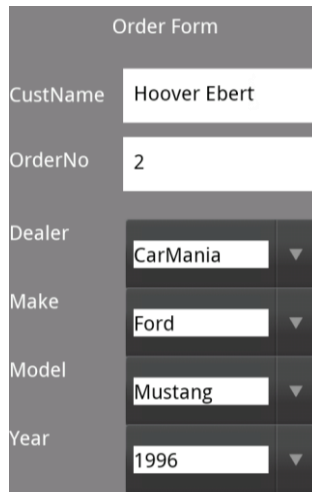 Order Form
CustName Hoover Ebert
OrderNo 2
Dealer CarMania
Make Ford
Model Mustang
Year 1996